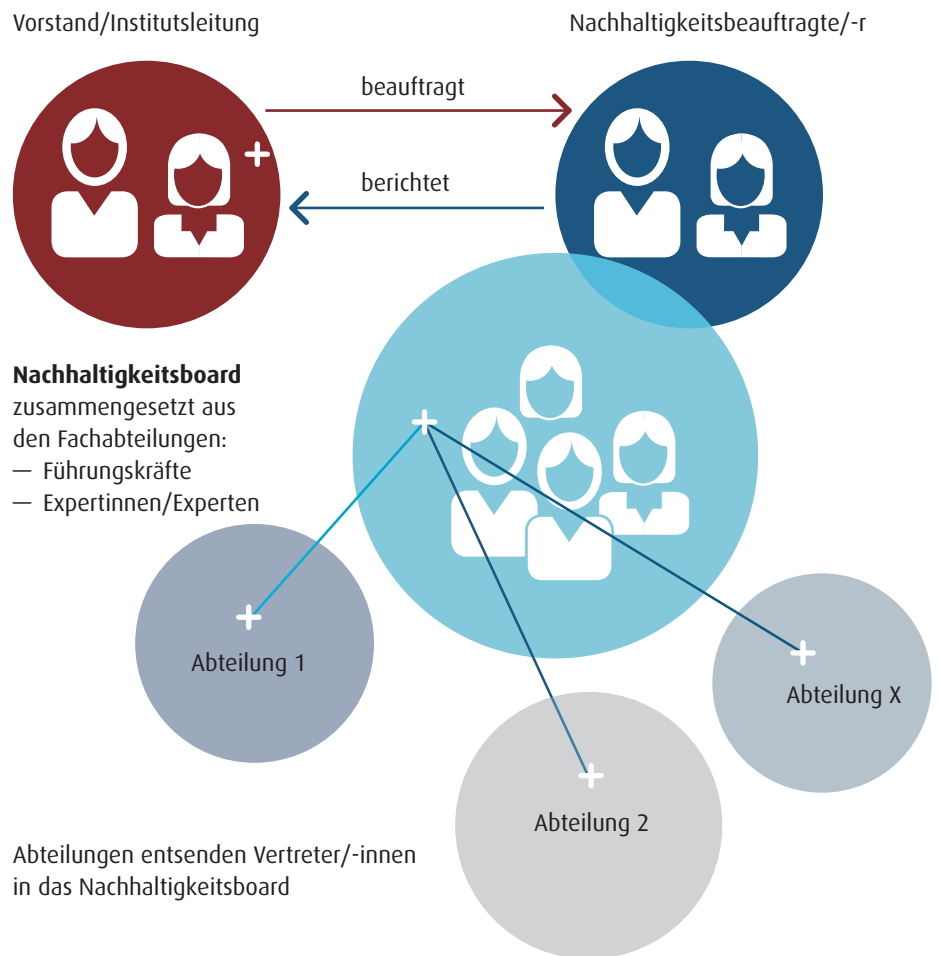 Vorstand/Institutsleitung
Nachhaltigkeitsbeauftragte/-r
beauftragt
berichtet
Nachhaltigkeitsboard
zusammengesetzt aus
den Fachabteilungen:
— Führungskräfte
— Expertinnen/Experten
Abteilung 1
Abteilung X
Abteilung 2
Abteilungen entsenden Vertreter/-innen
in das Nachhaltigkeitsboard